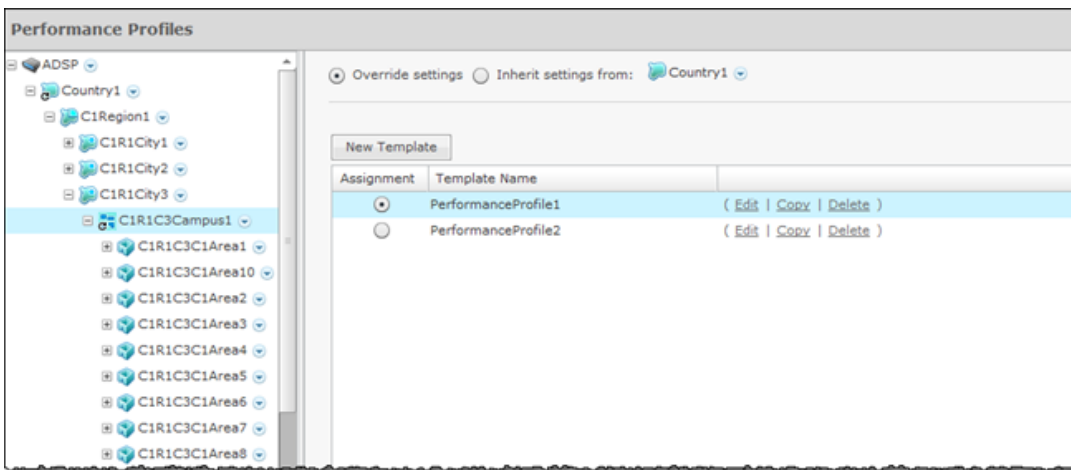 Performance Profiles
ADSP
Country1
C1Region1
C1R1City1
C1R1City2
C1R1City3
C1R1C3Campus1
C1R1C3C1Area1
C1R1C3C1Area10
C1R1C3C1Area2
C1R1C3C1Area3
C1R1C3C1Area4
C1R1C3C1Area5
C1R1C3C1Area6
C1R1C3C1Area7
C1R1C3C1Area8
Override settings Inherit settings from: Country1
New Template
Assignment Template Name
PerformanceProfile1 ( Edit | Copy | Delete )
PerformanceProfile2 ( Edit | Copy | Delete )